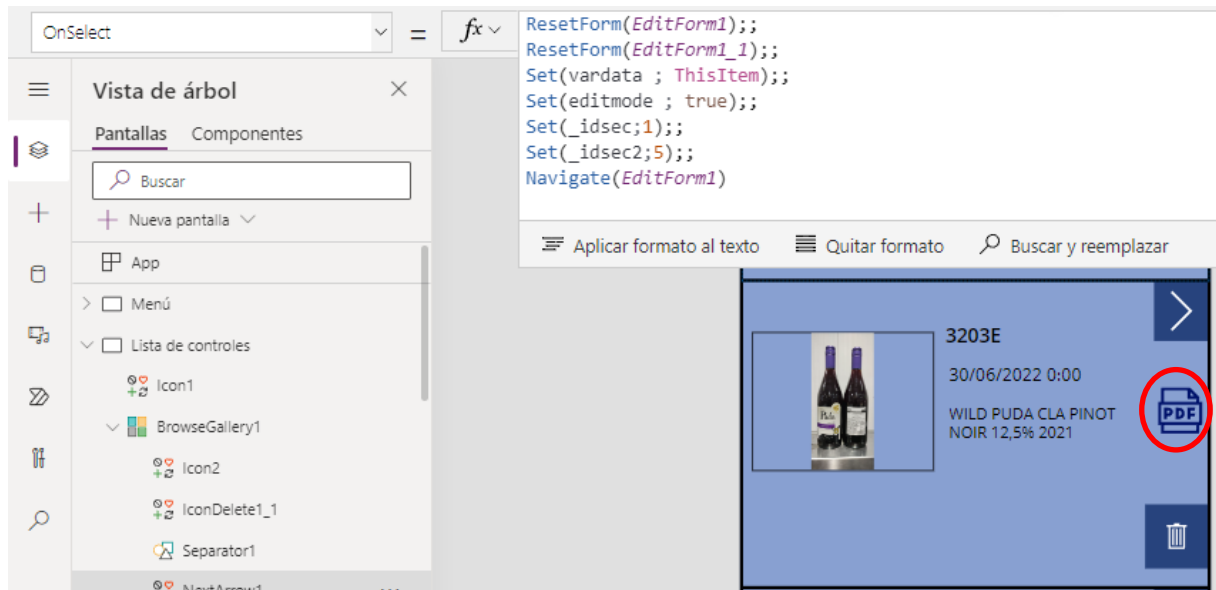 OnSelect
=
fx
ResetForm(EditForm1);;
ResetForm(EditForm1_1);;
Set(vardata ; ThisItem);;
Set(editmode ; true);;
Set(_idsec;1);;
Set(_idsec2;5);;
Navigate(EditForm1)
Aplicar formato al texto Quitar formato Buscar y reemplazar
Vista de árbol
Pantallas Componentes
Buscar
Nueva pantalla
App
Menú
Lista de controles
Icon1
BrowseGallery1
Icon2
IconDelete1_1
Separator1
NextArrow1
3203E
30/06/2022 0:00
WILD PUDA CLA PINOT
NOIR 12,5% 2021
PDF